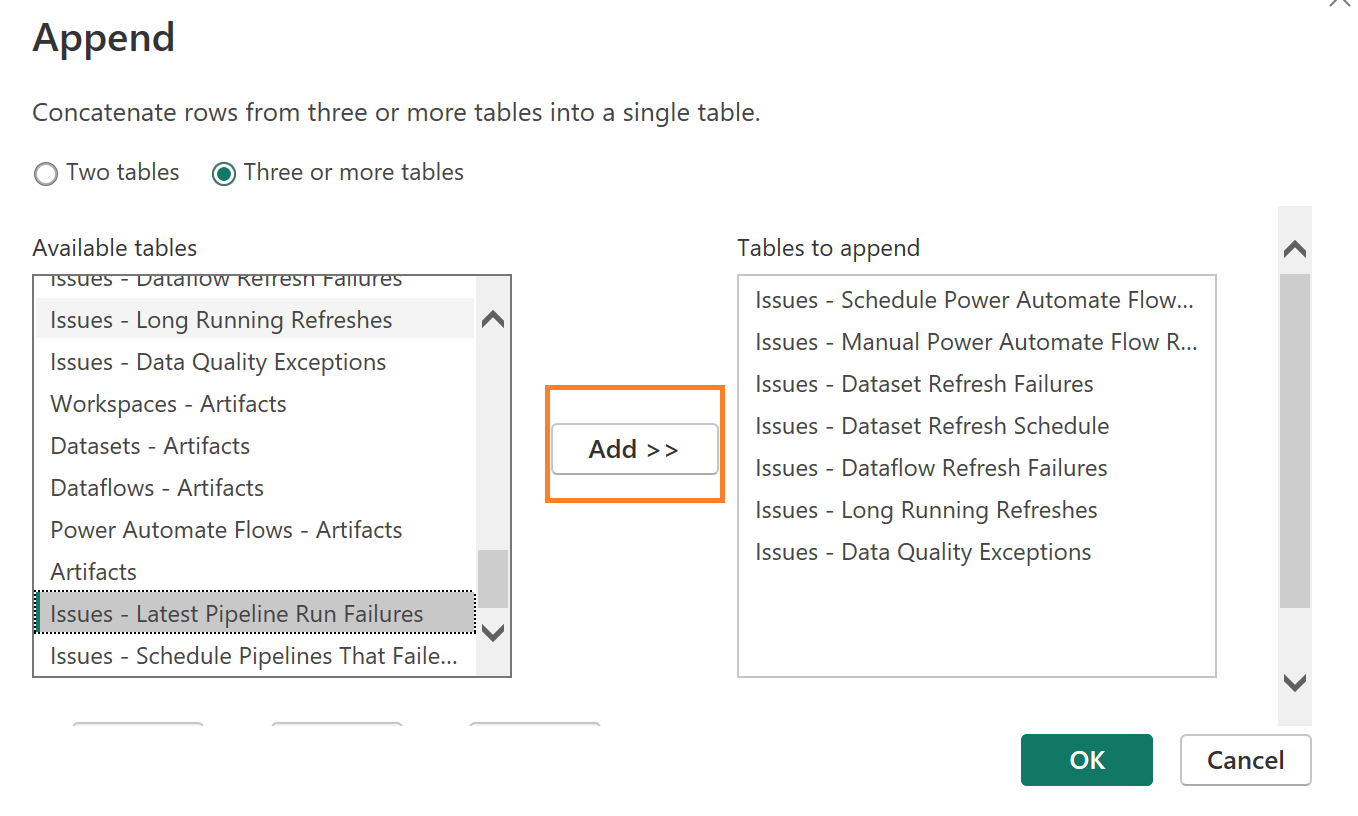 Append
Concatenate rows from three or more tables into a single table.
Two tables
Three or more tables
Available tables
Issues - Dataflow Refresh Failures
Issues - Long Running Refreshes
Issues - Data Quality Exceptions
Workspaces - Artifacts
Datasets - Artifacts
Dataflows - Artifacts
Power Automate Flows - Artifacts
Artifacts
Issues - Latest Pipeline Run Failures
Issues - Schedule Pipelines That Faile...
Add >>
Tables to append
Issues - Schedule Power Automate Flow...
Issues - Manual Power Automate Flow R...
Issues - Dataset Refresh Failures
Issues - Dataset Refresh Schedule
Issues - Dataflow Refresh Failures
Issues - Long Running Refreshes
Issues - Data Quality Exceptions
OK
Cancel